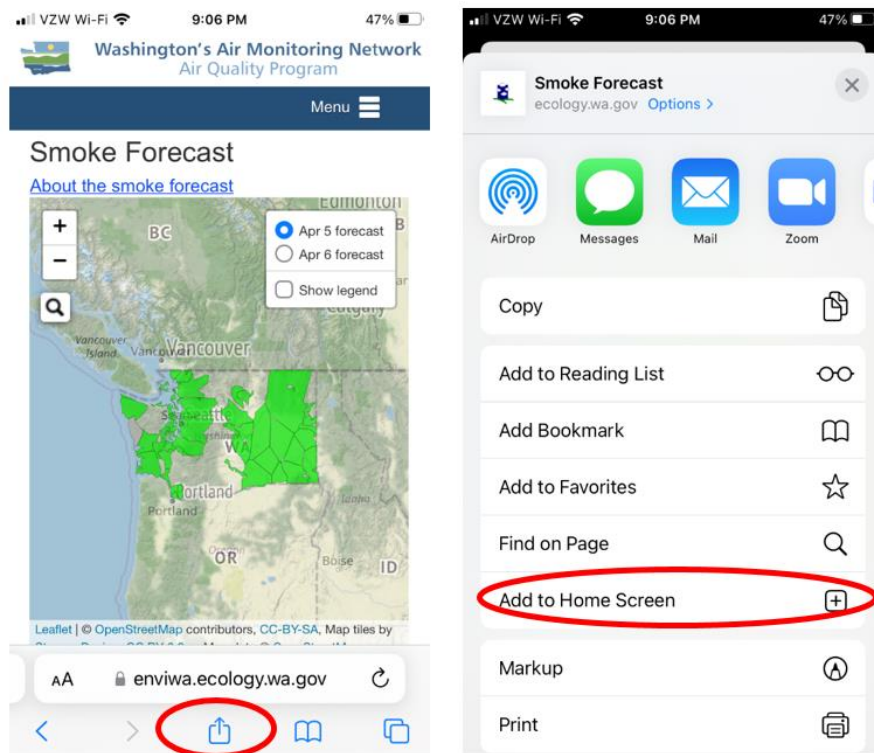 VZW Wi-Fi 9:06 PM 47%
Washington's Air Monitoring Network
Air Quality Program
Menu
Smoke Forecast
About the smoke forecast
+
−
Apr 5 forecast
Apr 6 forecast
Show legend
Edmonton
BC
Calgary
Vancouver
Island
Vancouver
Seattle
WA
Portland
Portland
OR
Boise
ID
Idaho
Leaflet | © OpenStreetMap contributors, CC-BY-SA, Map tiles by
AA enviwa.ecology.wa.gov
VZW Wi-Fi 9:06 PM 47%
Smoke Forecast
ecology.wa.gov Options >
AirDrop Messages Mail Zoom
Copy
Add to Reading List
Add Bookmark
Add to Favorites
Find on Page
Add to Home Screen
Markup
Print